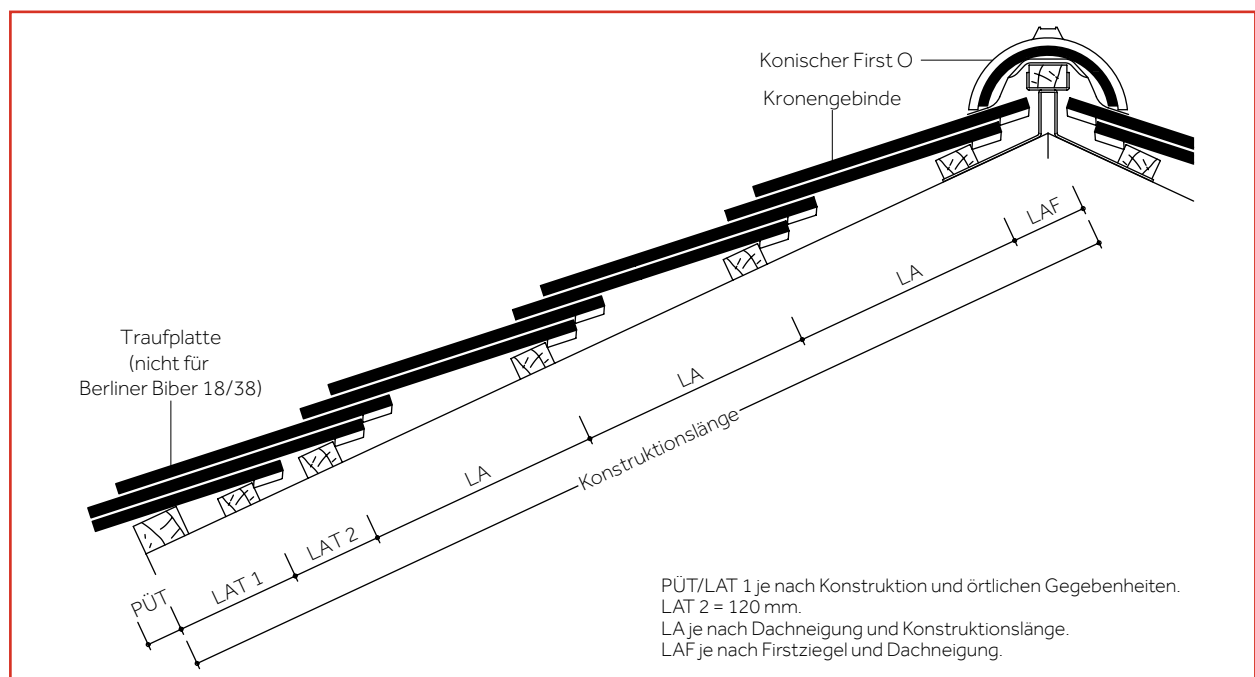 Konischer First O
Kronengebinde
LAF
LA
Traufplatte
(nicht für
Berliner Biber 18/38)
LA
Konstruktionslänge
LA
LAT 2
LAT 1
PÜT
PÜT/LAT 1 je nach Konstruktion und örtlichen Gegebenheiten.
LAT 2 = 120 mm.
LA je nach Dachneigung und Konstruktionslänge.
LAF je nach Firstziegel und Dachneigung.